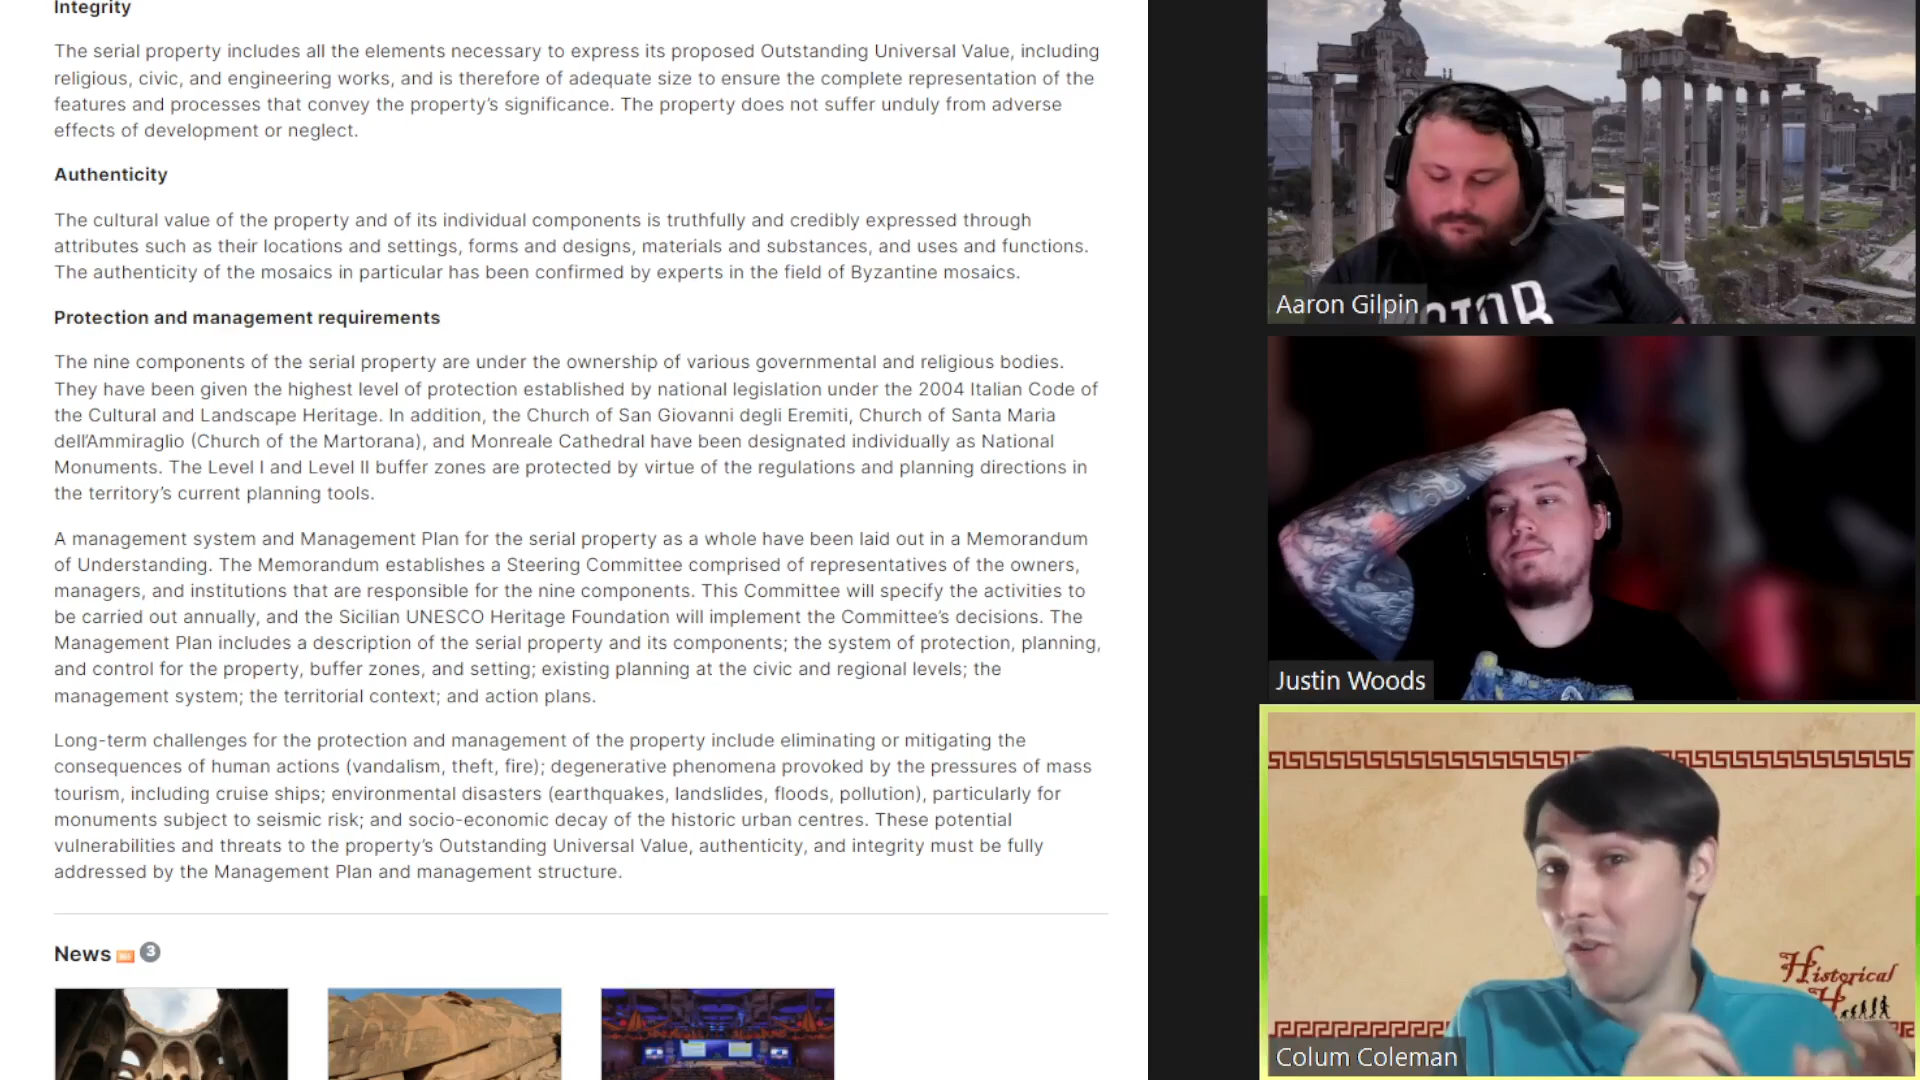 Integrity
The serial property includes all the elements necessary to express its proposed Outstanding Universal Value, including
religious, civic, and engineering works, and is therefore of adequate size to ensure the complete representation of the
features and processes that convey the property’s significance. The property does not suffer unduly from adverse
effects of development or neglect.
Authenticity
The cultural value of the property and of its individual components is truthfully and credibly expressed through
attributes such as their locations and settings, forms and designs, materials and substances, and uses and functions.
The authenticity of the mosaics in particular has been confirmed by experts in the field of Byzantine mosaics.
Protection and management requirements
The nine components of the serial property are under the ownership of various governmental and religious bodies.
They have been given the highest level of protection established by national legislation under the 2004 Italian Code of
the Cultural and Landscape Heritage. In addition, the Church of San Giovanni degli Eremiti, Church of Santa Maria
dell’Ammiraglio (Church of the Martorana), and Monreale Cathedral have been designated individually as National
Monuments. The Level I and Level II buffer zones are protected by virtue of the regulations and planning directions in
the territory’s current planning tools.
A management system and Management Plan for the serial property as a whole have been laid out in a Memorandum
of Understanding. The Memorandum establishes a Steering Committee comprised of representatives of the owners,
managers, and institutions that are responsible for the nine components. This Committee will specify the activities to
be carried out annually, and the Sicilian UNESCO Heritage Foundation will implement the Committee’s decisions. The
Management Plan includes a description of the serial property and its components; the system of protection, planning,
and control for the property, buffer zones, and setting; existing planning at the civic and regional levels; the
management system; the territorial context; and action plans.
Long-term challenges for the protection and management of the property include eliminating or mitigating the
consequences of human actions (vandalism, theft, fire); degenerative phenomena provoked by the pressures of mass
tourism, including cruise ships; environmental disasters (earthquakes, landslides, floods, pollution), particularly for
monuments subject to seismic risk; and socio-economic decay of the historic urban centres. These potential
vulnerabilities and threats to the property’s Outstanding Universal Value, authenticity, and integrity must be fully
addressed by the Management Plan and management structure.
News 3
Aaron Gilpin
Justin Woods
Historical
Colum Coleman